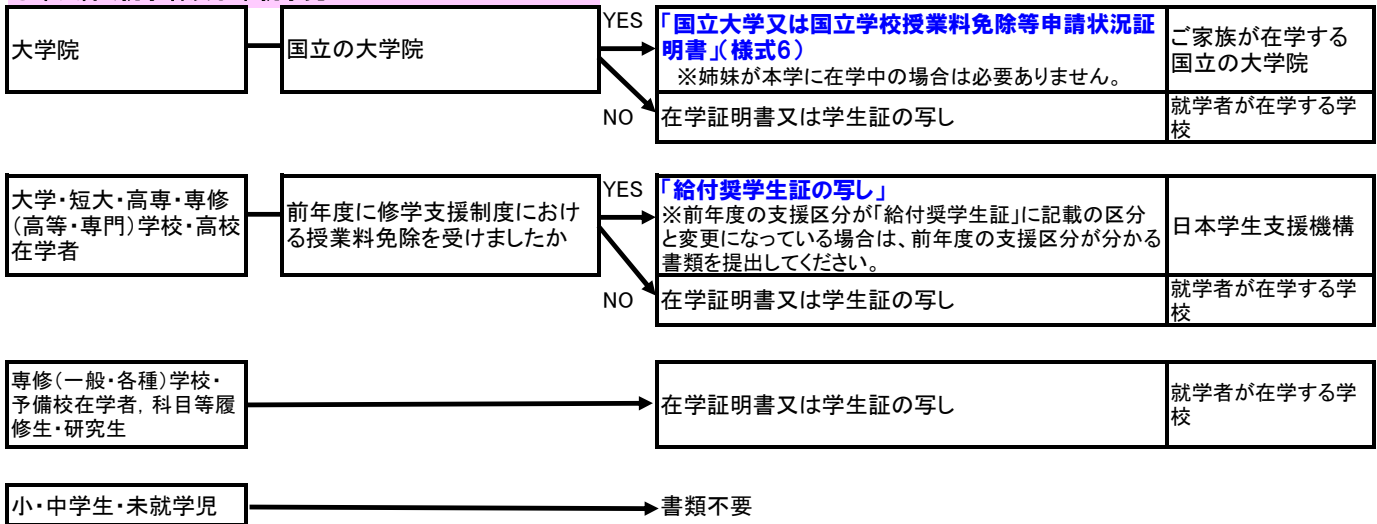 大学院
国立の大学院
YES
「国立大学又は国立学校授業料免除等申請状況証
明書」(様式6)
※姉妹が本学に在学中の場合は必要ありません。
ご家族が在学する
国立の大学院
NO
在学証明書又は学生証の写し
就学者が在学する学
校
大学・短大・高専・専修
(高等・専門)学校・高校
在学者
前年度に修学支援制度におけ
る授業料免除を受けましたか
YES
「給付奨学生証の写し」
※前年度の支援区分が「給付奨学生証」に記載の区分
と変更になっている場合は、前年度の支援区分が分かる
書類を提出してください。
日本学生支援機構
NO
在学証明書又は学生証の写し
就学者が在学する学
校
専修(一般・各種)学校・
予備校在学者, 科目等履
修生・研究生
在学証明書又は学生証の写し
就学者が在学する学
校
小・中学生・未就学児
書類不要